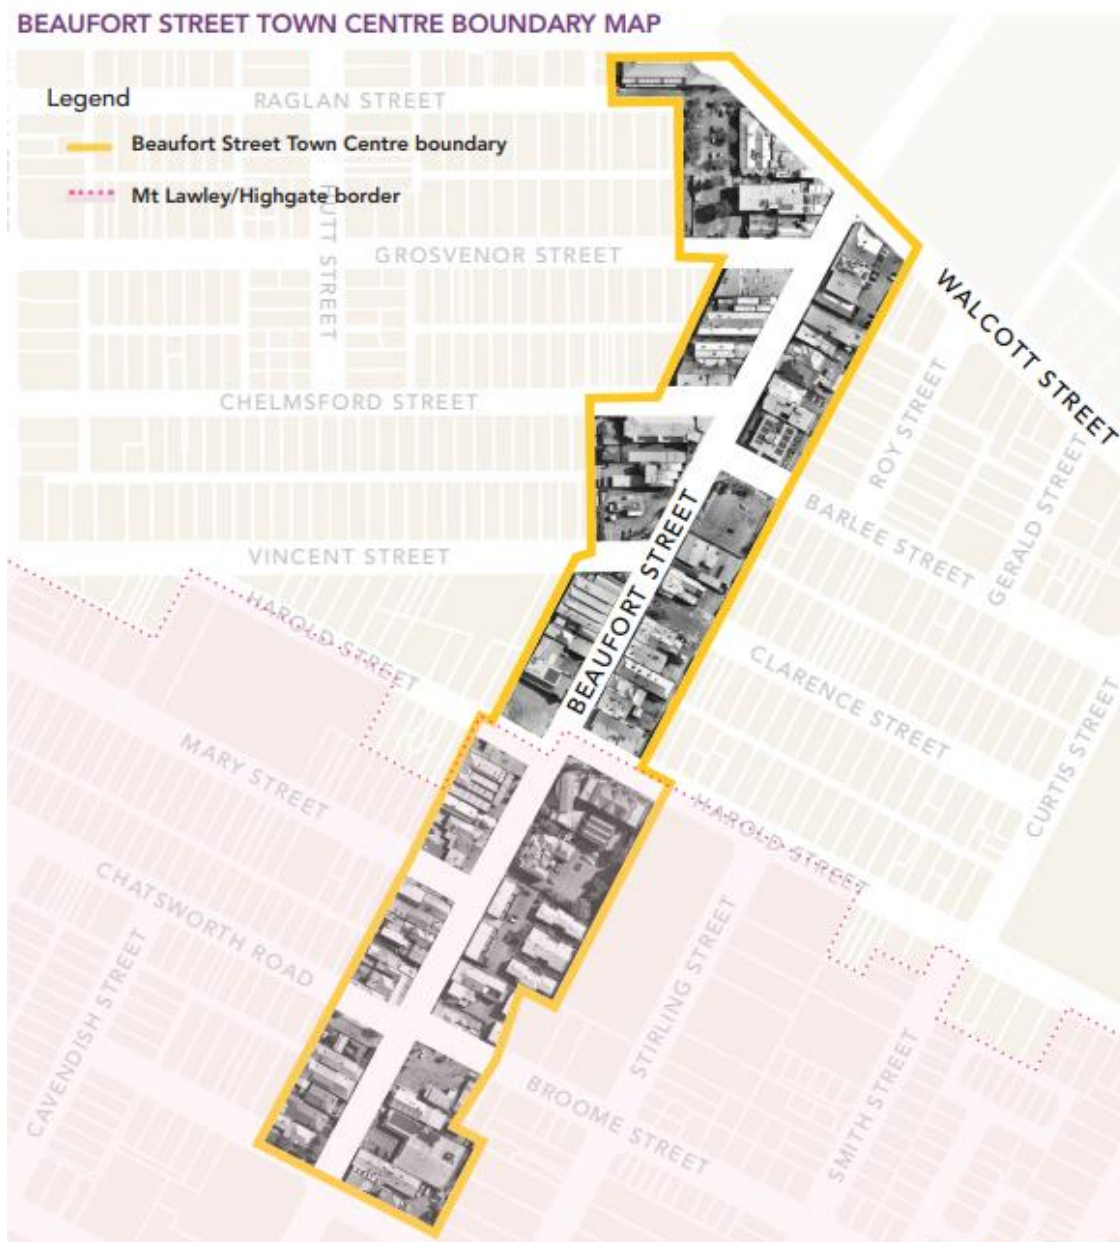 BEAUFORT STREET TOWN CENTRE BOUNDARY MAP
Legend
Beaufort Street Town Centre boundary
Mt Lawley/Highgate border
RAGLAN STREET
HUTT STREET
GROSVENOR STREET
WALCOTT STREET
CHELMSFORD STREET
ROY STREET
GERALD STREET
BARLEE STREET
BEAUFORT STREET
VINCENT STREET
HAROLD STREET
CLARENCE STREET
CURTIS STREET
MARY STREET
HAROLD STREET
CHATSWORTH ROAD
CAVENDISH STREET
STIRLING STREET
BROOME STREET
SMITH STREET